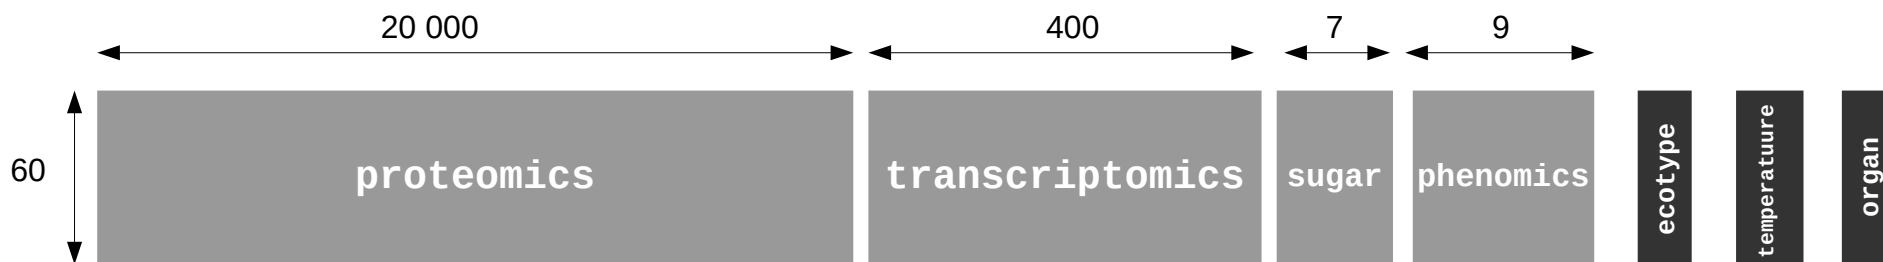 20 000
400
7
9
60
proteomics
transcriptomics
sugar
phenomics
ecotype
temperatuure
organ